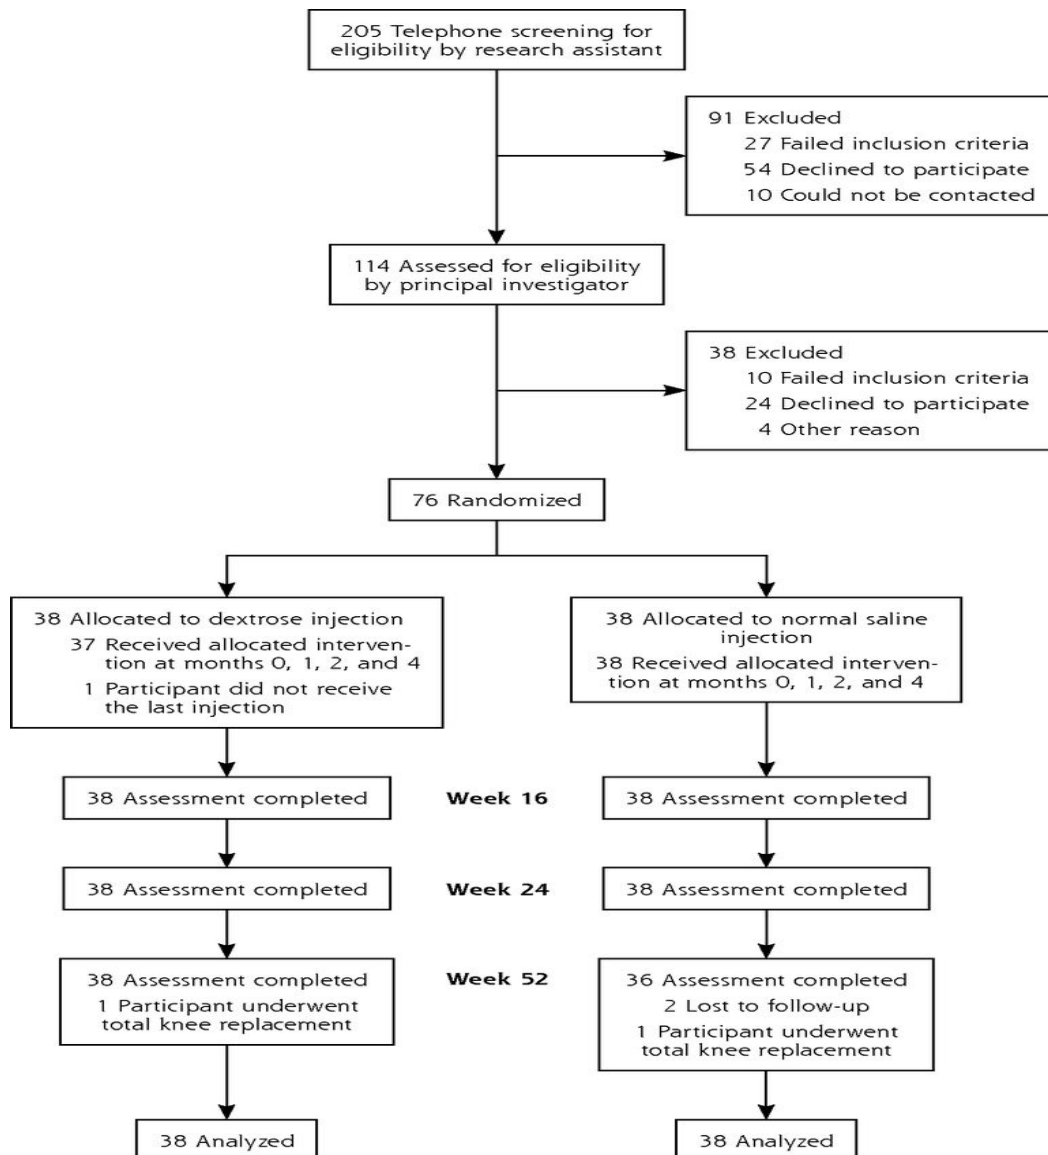 205 Telephone screening for
eligibility by research assistant
91 Excluded
27 Failed inclusion criteria
54 Declined to participate
10 Could not be contacted
114 Assessed for eligibility
by principal investigator
38 Excluded
10 Failed inclusion criteria
24 Declined to participate
4 Other reason
76 Randomized
38 Allocated to dextrose injection
37 Received allocated interven-
tion at months 0, 1, 2, and 4
1 Participant did not receive
the last injection
38 Allocated to normal saline
injection
38 Received allocated interven-
tion at months 0, 1, 2, and 4
38 Assessment completed
Week 16
38 Assessment completed
38 Assessment completed
Week 24
38 Assessment completed
38 Assessment completed
1 Participant underwent
total knee replacement
Week 52
36 Assessment completed
2 Lost to follow-up
1 Participant underwent
total knee replacement
38 Analyzed
38 Analyzed